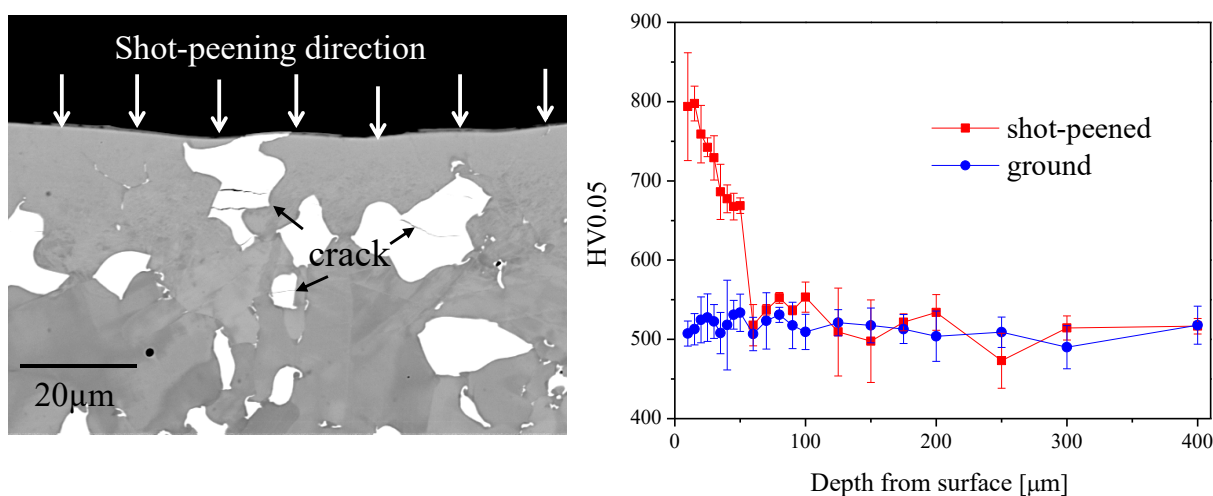 Shot-peening direction
crack
20µm
HV0.05
900
800
700
600
500
400
shot-peened
ground
0
100
200
300
400
Depth from surface [µm]